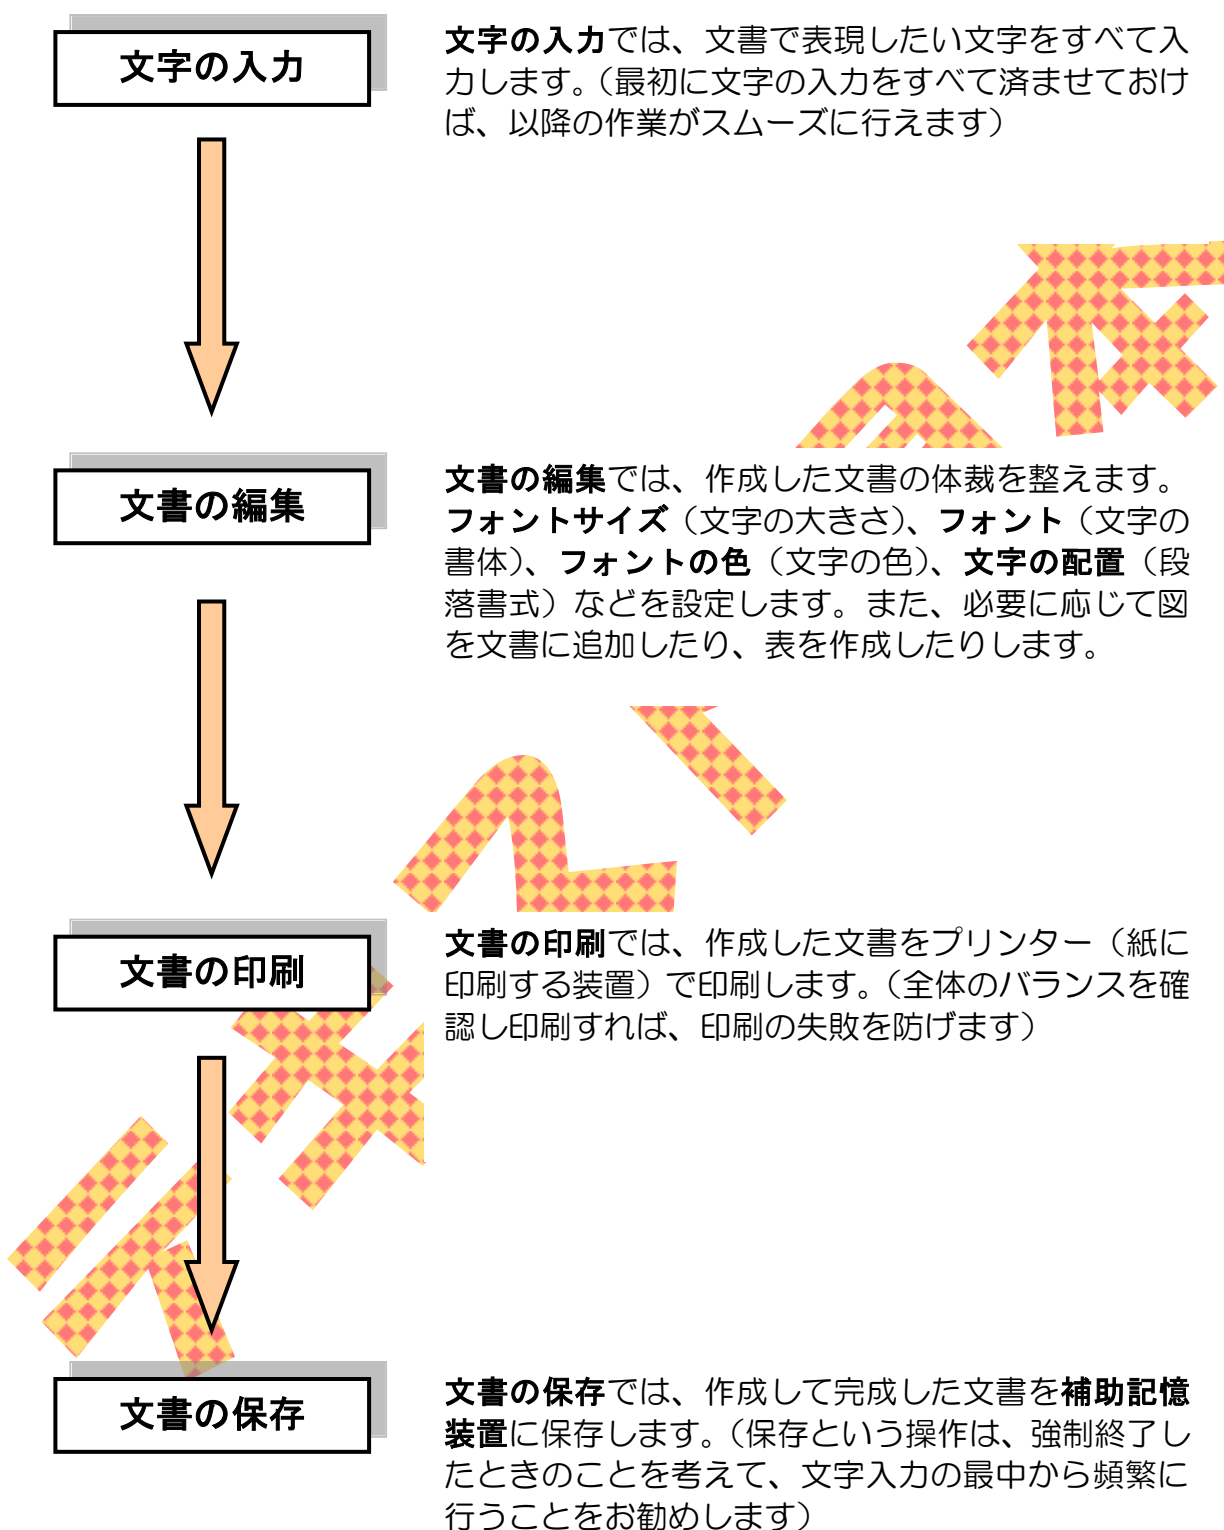 文字の入力
文字の入力では、文書で表現したい文字をすべて入
力します。（最初に文字の入力をすべて済ませておけ
ば、以降の作業がスムーズに行えます）
文書の編集
文書の編集では、作成した文書の体裁を整えます。
フォントサイズ（文字の大きさ）、フォント（文字の
書体）、フォントの色（文字の色）、文字の配置（段
落書式）などを設定します。また、必要に応じて図
を文書に追加したり、表を作成したりします。
文書の印刷
文書の印刷では、作成した文書をプリンター（紙に
印刷する装置）で印刷します。（全体のバランスを確
認し印刷すれば、印刷の失敗を防げます）
文書の保存
文書の保存では、作成して完成した文書を補助記憶
装置に保存します。（保存という操作は、強制終了し
たときのことを考えて、文字入力の最中から頻繁に
行うことをお勧めします）